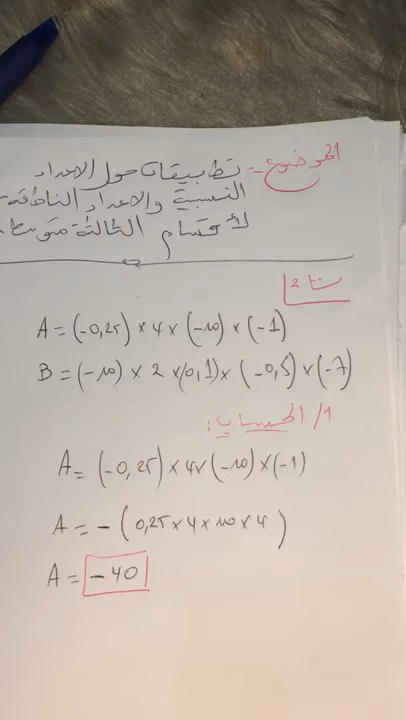 الموضوع: تطبيقات حول الاعداد
النسبية والاعداد الناطقة
لأقسام الثالثة متوسط
ت 2
A = (-0,25) × 4 × (-10) × (-1)
B = (-10) × 2 × (0,1) × (-0,5) × (-7)
1/ الحساب:
A = (-0,25) × 4 × (-10) × (-1)
A = - (0,25 × 4 × 10 × 4)
A = -40